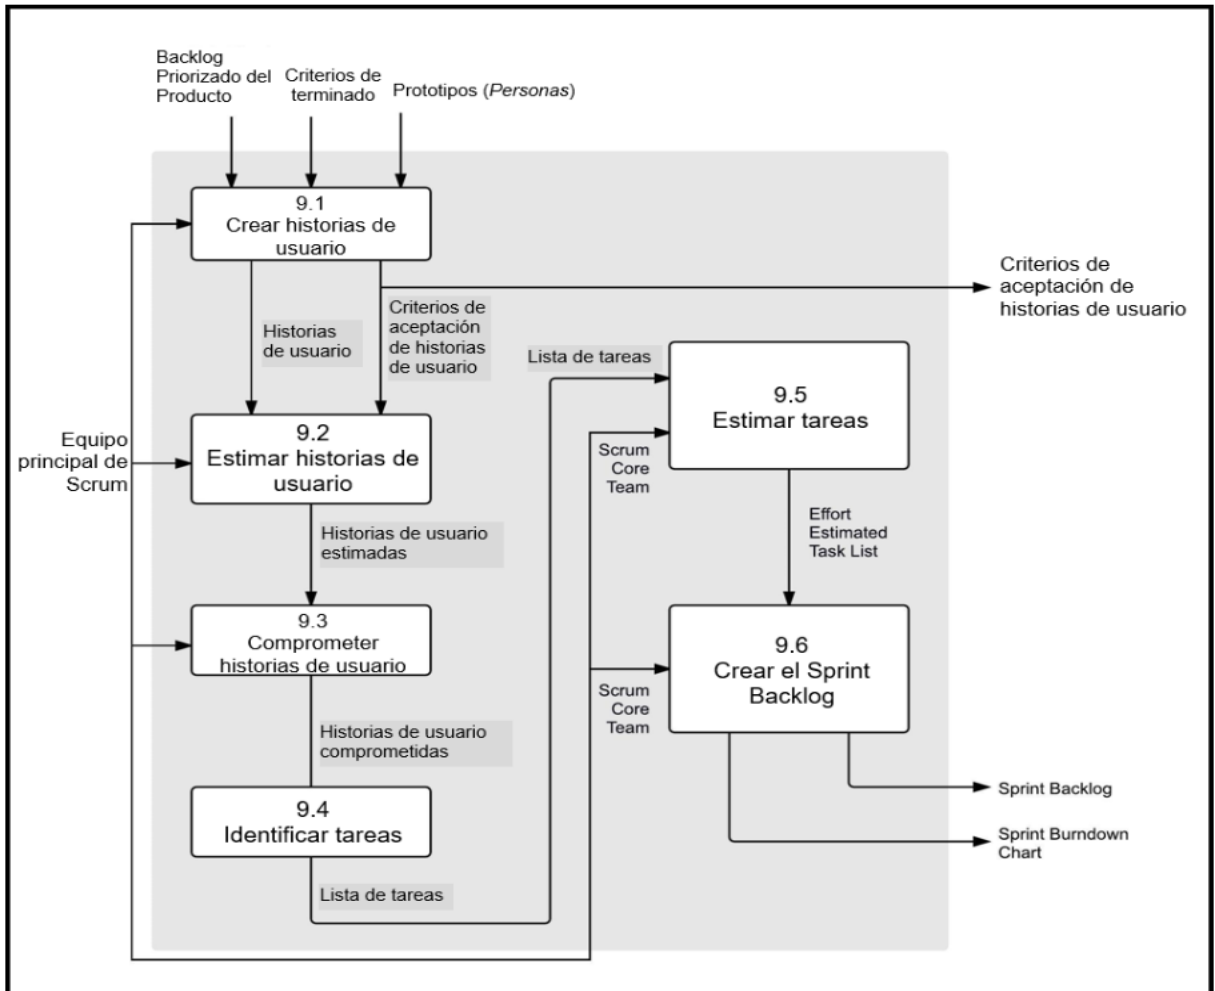 Backlog
Priorizado del
Producto
Criterios de
terminado
Prototipos (Personas)
9.1
Crear historias de
usuario
Criterios de
aceptación de
historias de usuario
Historias
de usuario
Criterios de
aceptación
de historias
de usuario
Lista de tareas
9.5
Estimar tareas
Equipo
principal de
Scrum
9.2
Estimar historias de
usuario
Scrum
Core
Team
Historias de usuario
estimadas
Effort
Estimated
Task List
9.3
Comprometer
historias de usuario
9.6
Crear el Sprint
Backlog
Scrum
Core
Team
Historias de usuario
comprometidas
9.4
Identificar tareas
Sprint Backlog
Sprint Burndown
Chart
Lista de tareas